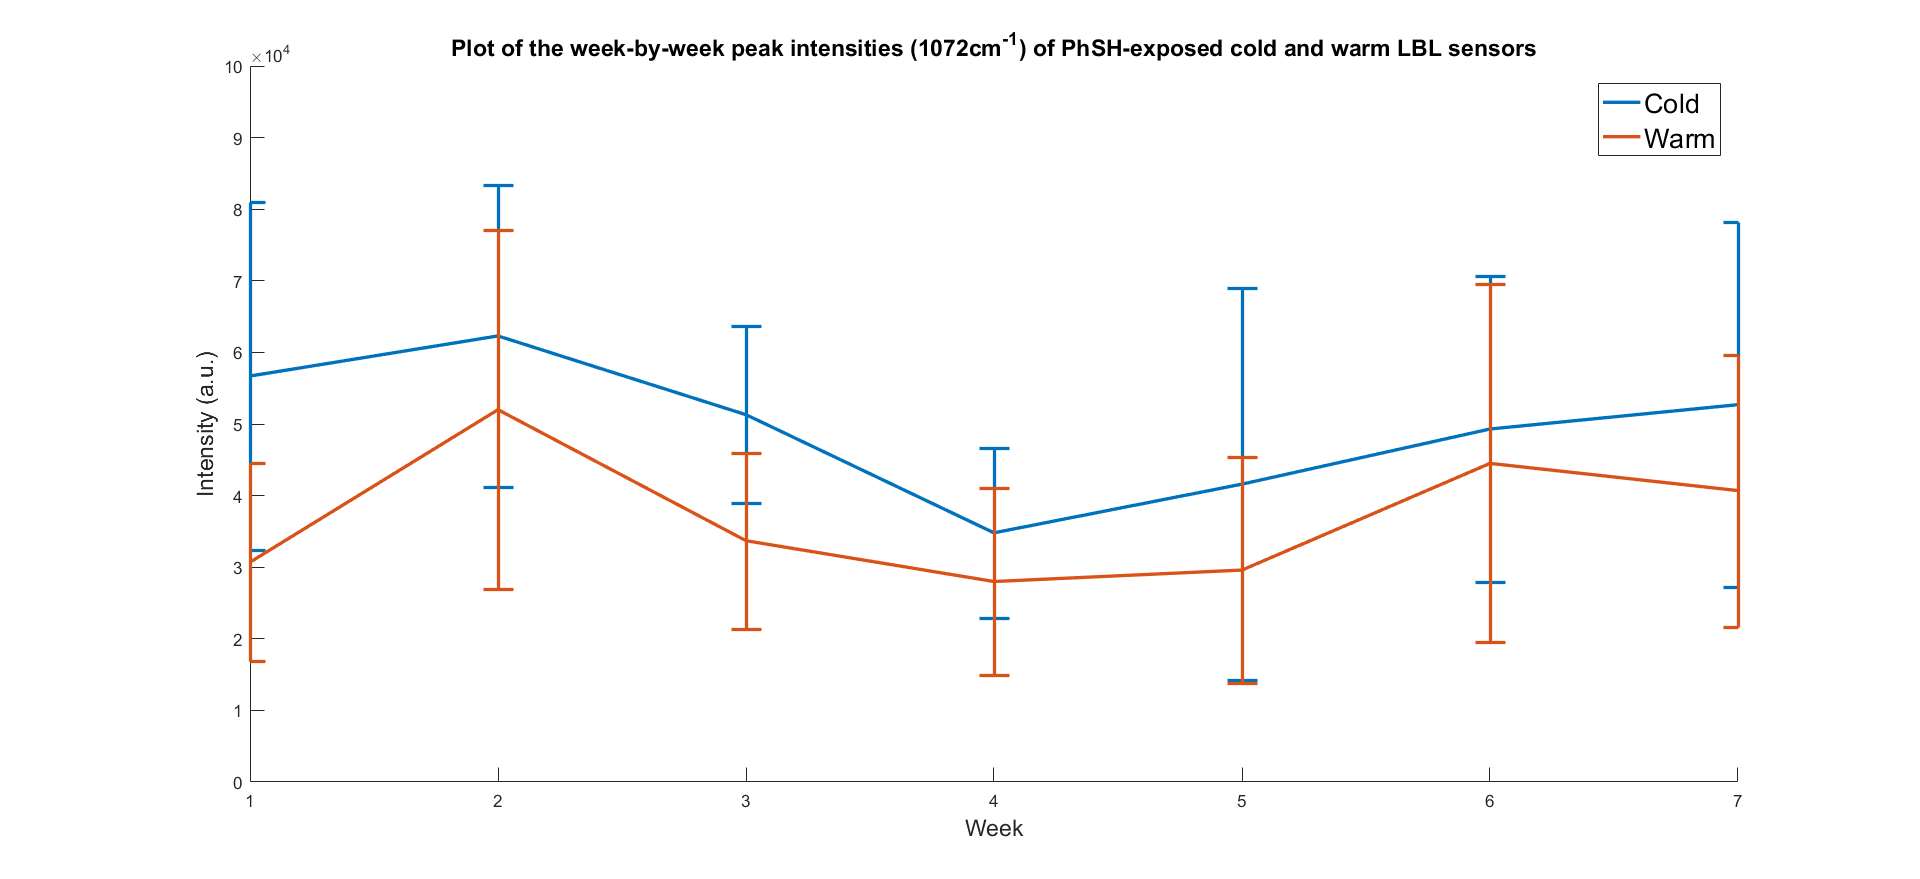 Plot of the week-by-week peak intensities (1072cm⁻¹) of PhSH-exposed cold and warm LBL sensors
×10⁴
10
9
8
7
6
5
4
3
2
1
0
Intensity (a.u.)
Cold
Warm
1 2 3 4 5 6 7
Week